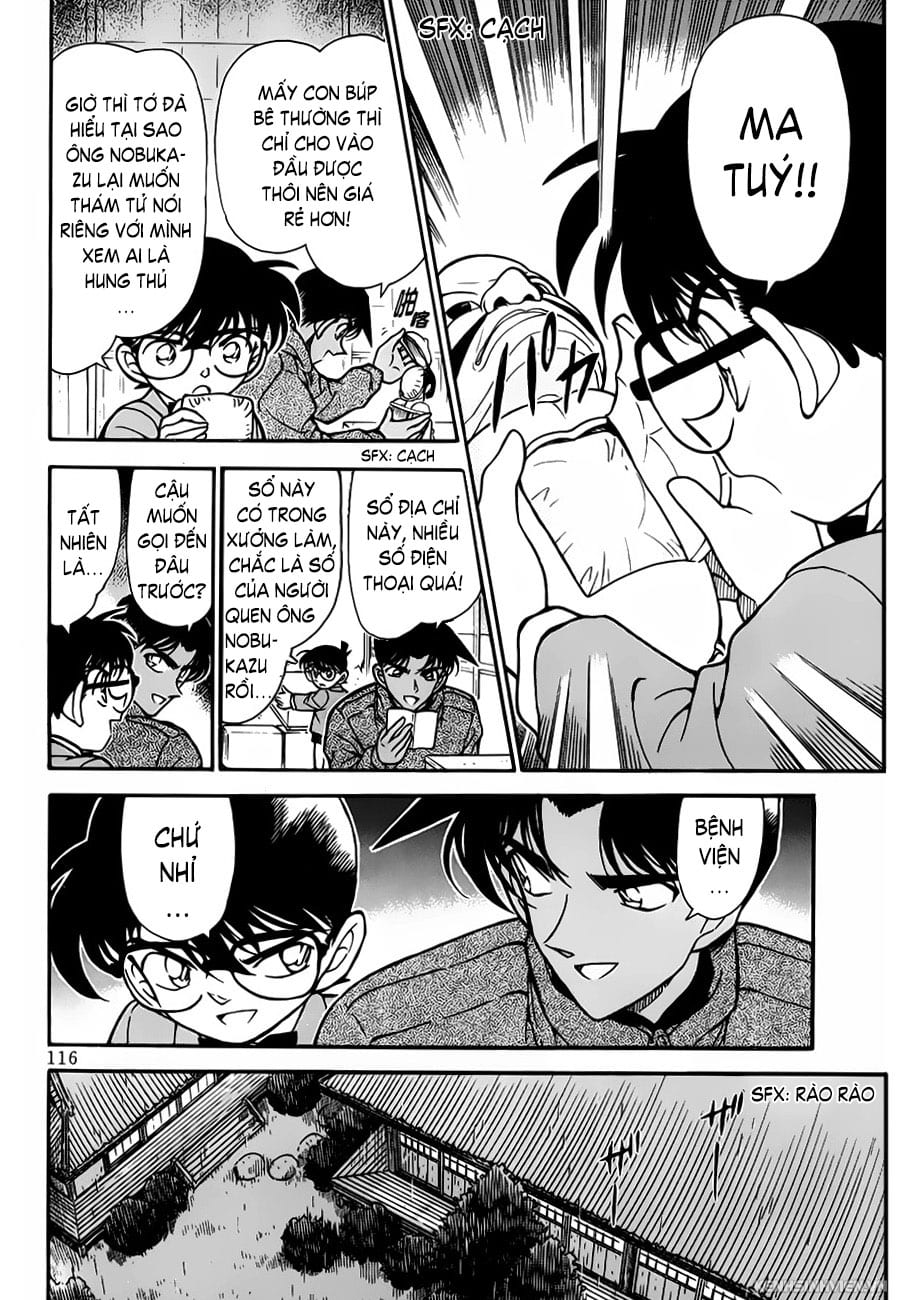 SFX: CẠCH
MA
TUÝ!!
MẤY CON BÚP
BÊ THƯỜNG THÌ
CHỈ CHO VÀO
ĐẦU ĐƯỢC
THÔI NÊN GIÁ
RẺ HƠN!
GIỜ THÌ TỚ ĐÃ
HIỂU TẠI SAO
ÔNG NOBUKA-
ZU LẠI MUỐN
THÁM TỬ NÓI
RIÊNG VỚI MÌNH
XEM AI LÀ
HUNG THỦ
...
啪
喀
パカ
SFX: CẠCH
SỔ ĐỊA CHỈ
NÀY, NHIỀU
SỐ ĐIỆN
THOẠI QUÁ!
SỔ NÀY
CÓ TRONG
XƯỞNG LÀM,
CHẮC LÀ SỐ
CỦA NGƯỜI
QUEN ÔNG
NOBU-
KAZU
RỒI...
CẬU
MUỐN
GỌI ĐẾN
ĐÂU
TRƯỚC?
TẤT
NHIÊN
LÀ...
BỆNH
VIỆN
...
CHỨ
NHỈ
...
116
SFX: RÀO RÀO